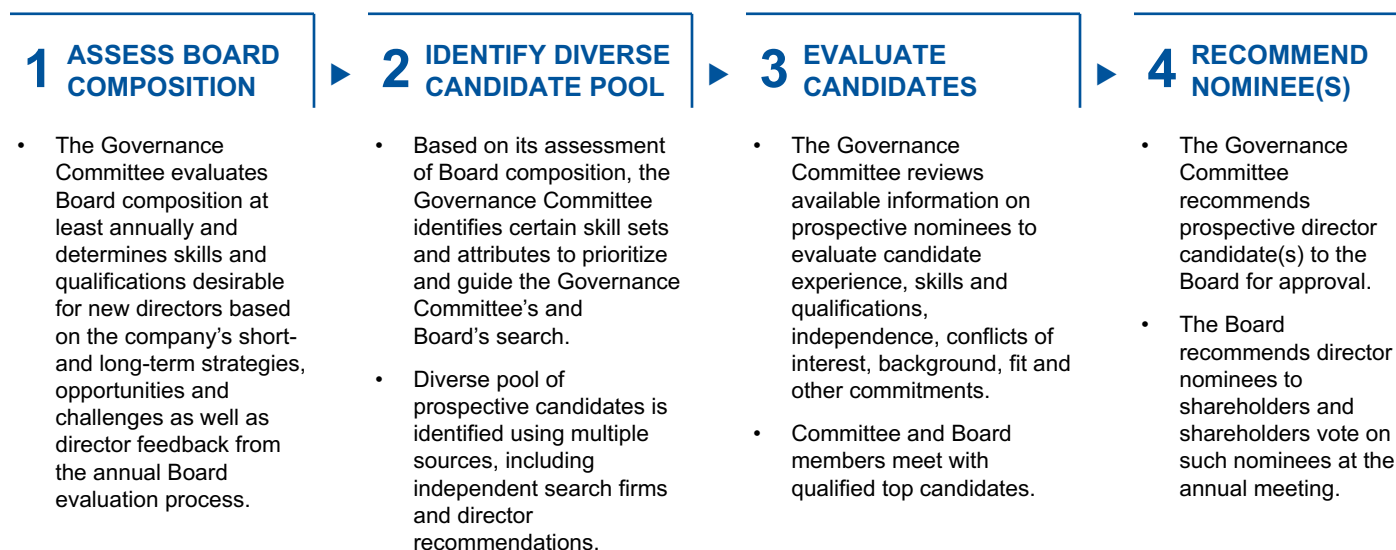 1 ASSESS BOARD
COMPOSITION
• The Governance
Committee evaluates
Board composition at
least annually and
determines skills and
qualifications desirable
for new directors based
on the company’s short-
and long-term strategies,
opportunities and
challenges as well as
director feedback from
the annual Board
evaluation process.
2 IDENTIFY DIVERSE
CANDIDATE POOL
• Based on its assessment
of Board composition, the
Governance Committee
identifies certain skill sets
and attributes to prioritize
and guide the Governance
Committee’s and
Board’s search.
• Diverse pool of
prospective candidates is
identified using multiple
sources, including
independent search firms
and director
recommendations.
3 EVALUATE
CANDIDATES
• The Governance
Committee reviews
available information on
prospective nominees to
evaluate candidate
experience, skills and
qualifications,
independence, conflicts of
interest, background, fit and
other commitments.
• Committee and Board
members meet with
qualified top candidates.
4 RECOMMEND
NOMINEE(S)
• The Governance
Committee
recommends
prospective director
candidate(s) to the
Board for approval.
• The Board
recommends director
nominees to
shareholders and
shareholders vote on
such nominees at the
annual meeting.